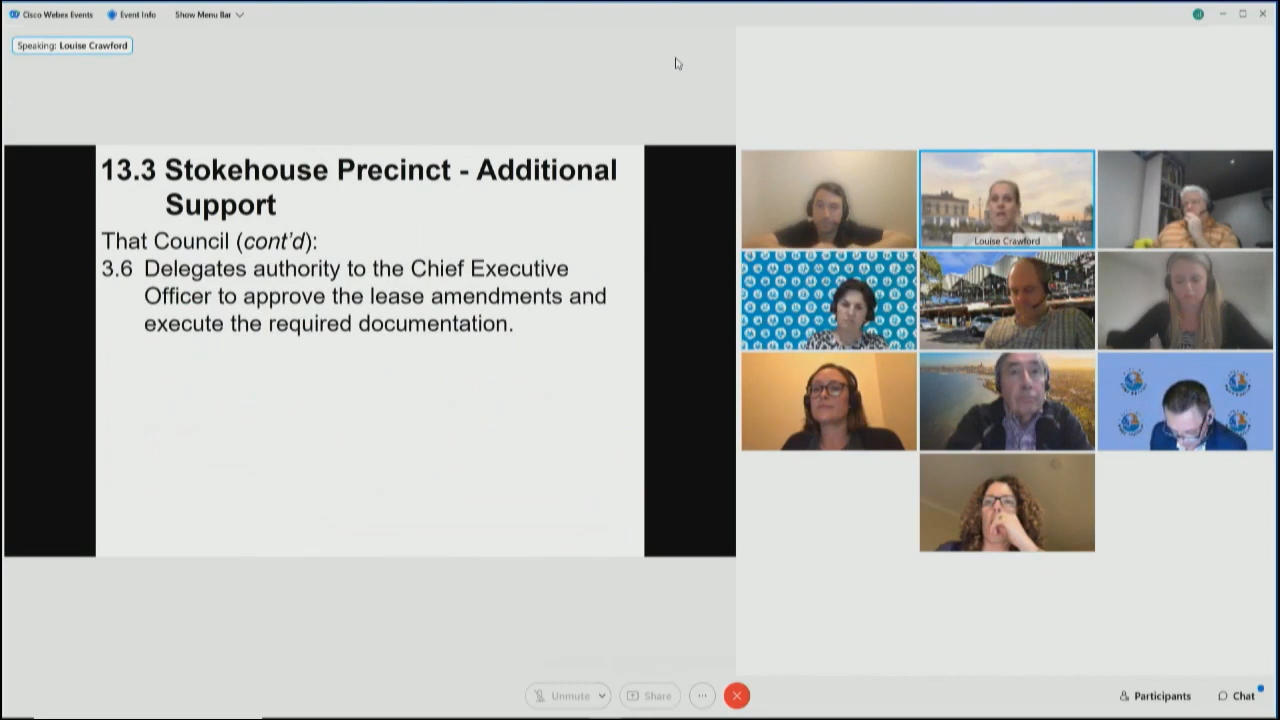 Cisco Webex Events
Event Info
Show Menu Bar
Speaking: Louise Crawford
13.3 Stokehouse Precinct - Additional
Support
That Council (cont'd):
3.6 Delegates authority to the Chief Executive
Officer to approve the lease amendments and
execute the required documentation.
Louise Crawford
Unmute
Share
Participants
Chat